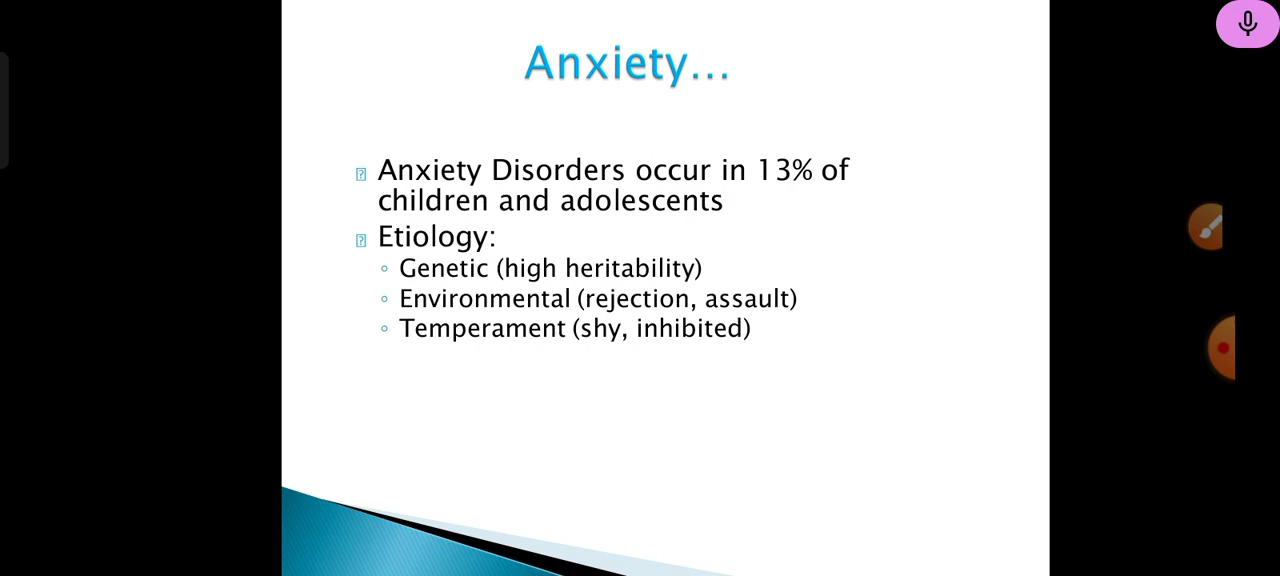 Anxiety...
Anxiety Disorders occur in 13% of
children and adolescents
Etiology:
Genetic (high heritability)
Environmental (rejection, assault)
Temperament (shy, inhibited)